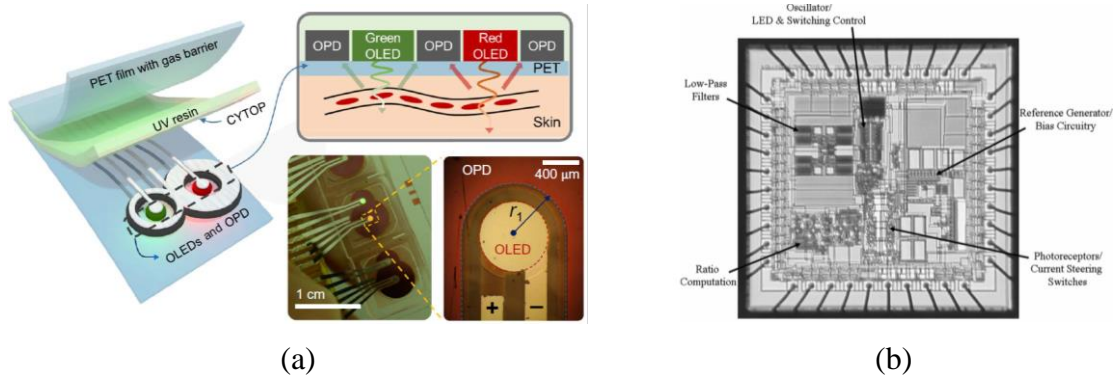 PET film with gas barrier
UV resin
CYTOP
OLEDs and OPD
OPD
Green
OLED
OPD
Red
OLED
OPD
PET
Skin
1 cm
OPD
400 μm
r1
OLED
+
−
(a)
Oscillator/
LED & Switching Control
Low-Pass
Filters
Reference Generator/
Bias Circuitry
Ratio
Computation
Photoreceptors/
Current Steering
Switches
(b)